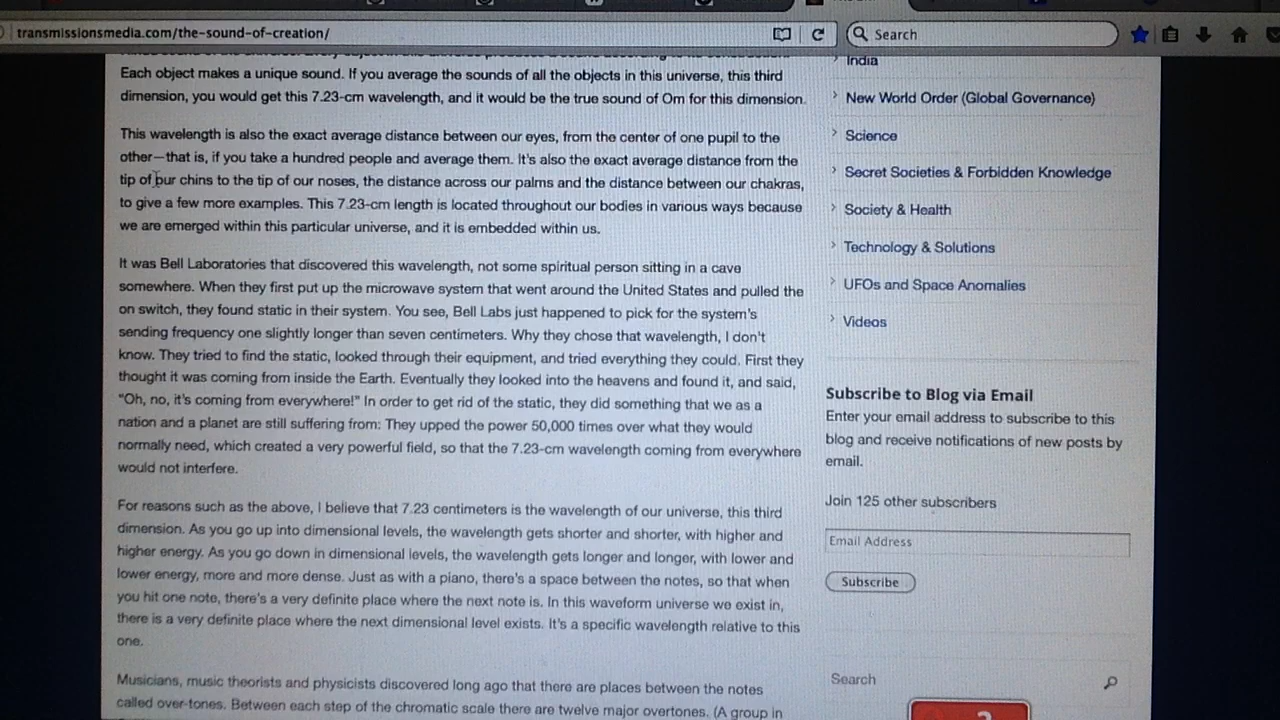 transmissionsmedia.com/the-sound-of-creation/
Search
Each object makes a unique sound. If you average the sounds of all the objects in this universe, this third
dimension, you would get this 7.23-cm wavelength, and it would be the true sound of Om for this dimension.
This wavelength is also the exact average distance between our eyes, from the center of one pupil to the
other—that is, if you take a hundred people and average them. It's also the exact average distance from the
tip of our chins to the tip of our noses, the distance across our palms and the distance between our chakras,
to give a few more examples. This 7.23-cm length is located throughout our bodies in various ways because
we are emerged within this particular universe, and it is embedded within us.
It was Bell Laboratories that discovered this wavelength, not some spiritual person sitting in a cave
somewhere. When they first put up the microwave system that went around the United States and pulled the
on switch, they found static in their system. You see, Bell Labs just happened to pick for the system's
sending frequency one slightly longer than seven centimeters. Why they chose that wavelength, I don't
know. They tried to find the static, looked through their equipment, and tried everything they could. First they
thought it was coming from inside the Earth. Eventually they looked into the heavens and found it, and said,
"Oh, no, it's coming from everywhere!" In order to get rid of the static, they did something that we as a
nation and a planet are still suffering from: They upped the power 50,000 times over what they would
normally need, which created a very powerful field, so that the 7.23-cm wavelength coming from everywhere
would not interfere.
For reasons such as the above, I believe that 7.23 centimeters is the wavelength of our universe, this third
dimension. As you go up into dimensional levels, the wavelength gets shorter and shorter, with higher and
higher energy. As you go down in dimensional levels, the wavelength gets longer and longer, with lower and
lower energy, more and more dense. Just as with a piano, there's a space between the notes, so that when
you hit one note, there's a very definite place where the next note is. In this waveform universe we exist in,
there is a very definite place where the next dimensional level exists. It's a specific wavelength relative to this
one.
Musicians, music theorists and physicists discovered long ago that there are places between the notes
called over-tones. Between each step of the chromatic scale there are twelve major overtones. (A group in
India
New World Order (Global Governance)
Science
Secret Societies & Forbidden Knowledge
Society & Health
Technology & Solutions
UFOs and Space Anomalies
Videos
Subscribe to Blog via Email
Enter your email address to subscribe to this
blog and receive notifications of new posts by
email.
Join 125 other subscribers
Email Address
Subscribe
Search